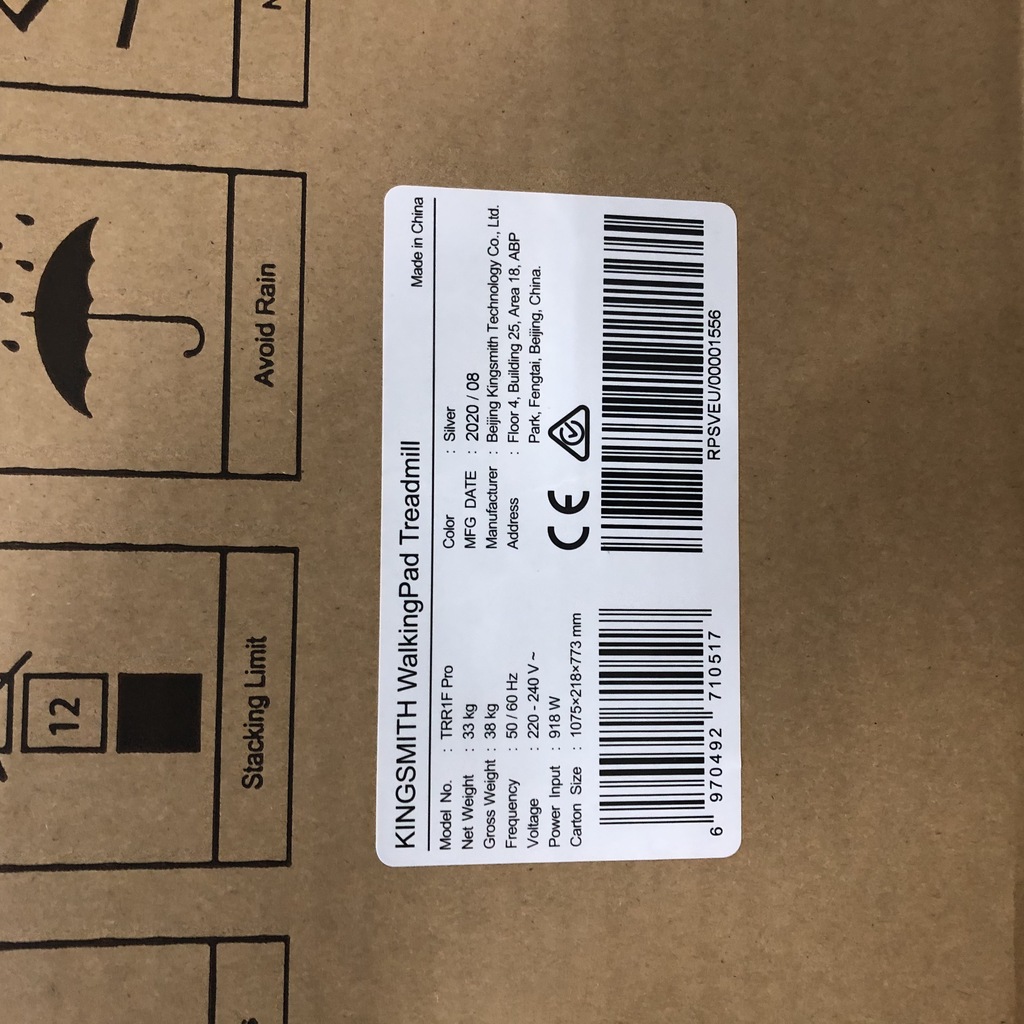 KINGSMITH WalkingPad Treadmill
Made in China
Model No. : TRR1F Pro
Net Weight : 33 kg
Gross Weight : 38 kg
Frequency : 50 / 60 Hz
Voltage : 220 - 240 V ~
Power Input : 918 W
Carton Size : 1075×218×773 mm
Color : Silver
MFG DATE : 2020 / 08
Manufacturer : Beijing Kingsmith Technology Co., Ltd.
Address : Floor 4, Building 25, Area 18, ABP
Park, Fengtai, Beijing, China.
CE
6 970492 710517
RPSVEU/00001556
12
Stacking Limit
Avoid Rain